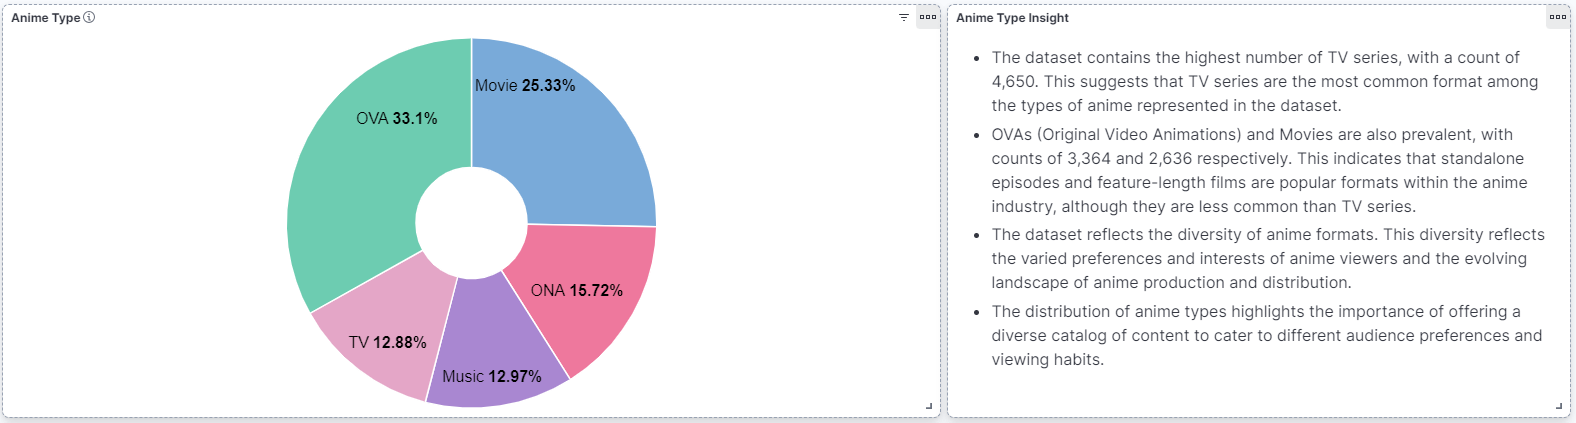 Anime Type
Movie 25.33%
OVA 33.1%
ONA 15.72%
TV 12.88%
Music 12.97%
Anime Type Insight
• The dataset contains the highest number of TV series, with a count of
4,650. This suggests that TV series are the most common format among
the types of anime represented in the dataset.
• OVAs (Original Video Animations) and Movies are also prevalent, with
counts of 3,364 and 2,636 respectively. This indicates that standalone
episodes and feature-length films are popular formats within the anime
industry, although they are less common than TV series.
• The dataset reflects the diversity of anime formats. This diversity reflects
the varied preferences and interests of anime viewers and the evolving
landscape of anime production and distribution.
• The distribution of anime types highlights the importance of offering a
diverse catalog of content to cater to different audience preferences and
viewing habits.